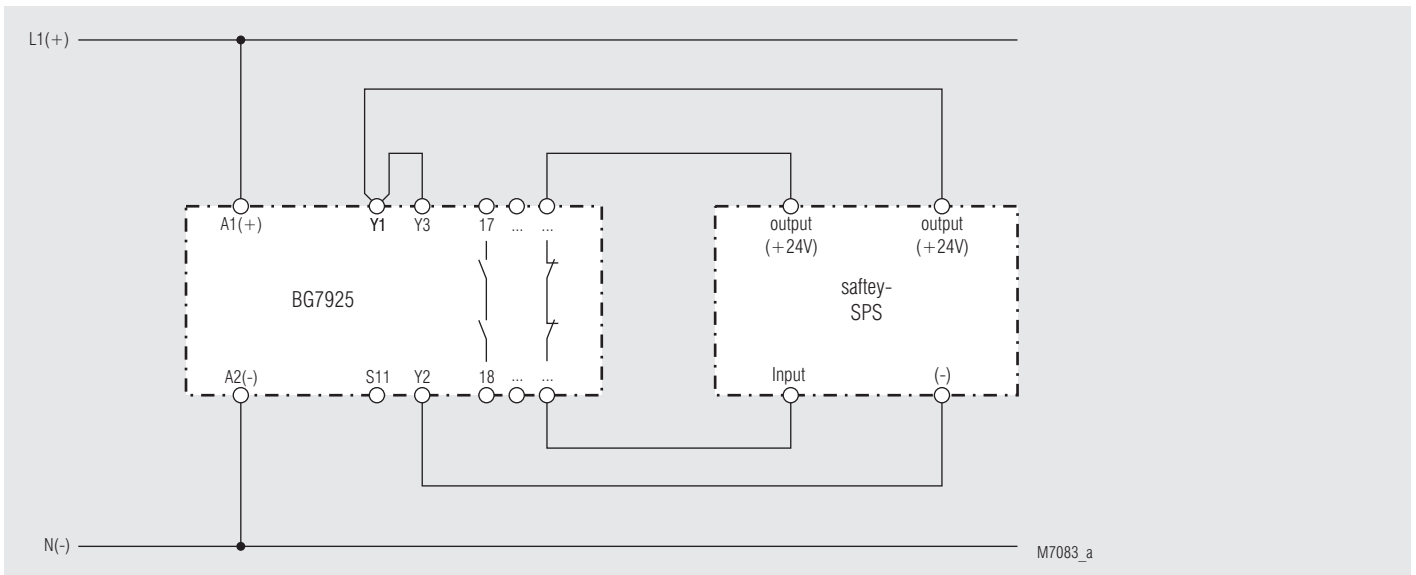 L1(+)
A1(+)
Y1
Y3
17
...
...
output
(+24V)
output
(+24V)
BG7925
saftey-
SPS
A2(-)
S11
Y2
18
...
...
Input
(-)
N(-)
M7083_a